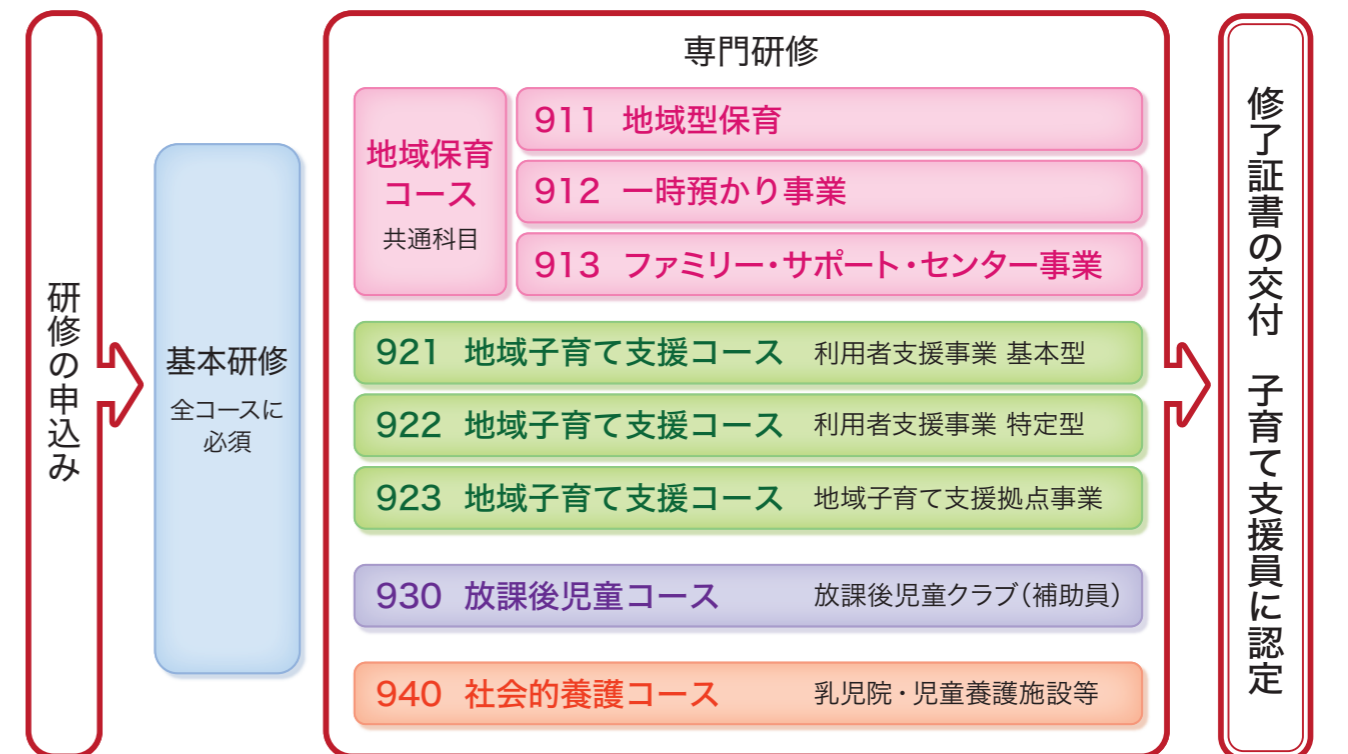 研修の申込み
基本研修
全コースに
必須
専門研修
地域保育
コース
共通科目
911 地域型保育
912 一時預かり事業
913 ファミリー・サポート・センター事業
921 地域子育て支援コース 利用者支援事業 基本型
922 地域子育て支援コース 利用者支援事業 特定型
923 地域子育て支援コース 地域子育て支援拠点事業
930 放課後児童コース 放課後児童クラブ(補助員)
940 社会的養護コース 乳児院・児童養護施設等
修了証書の交付 子育て支援員に認定